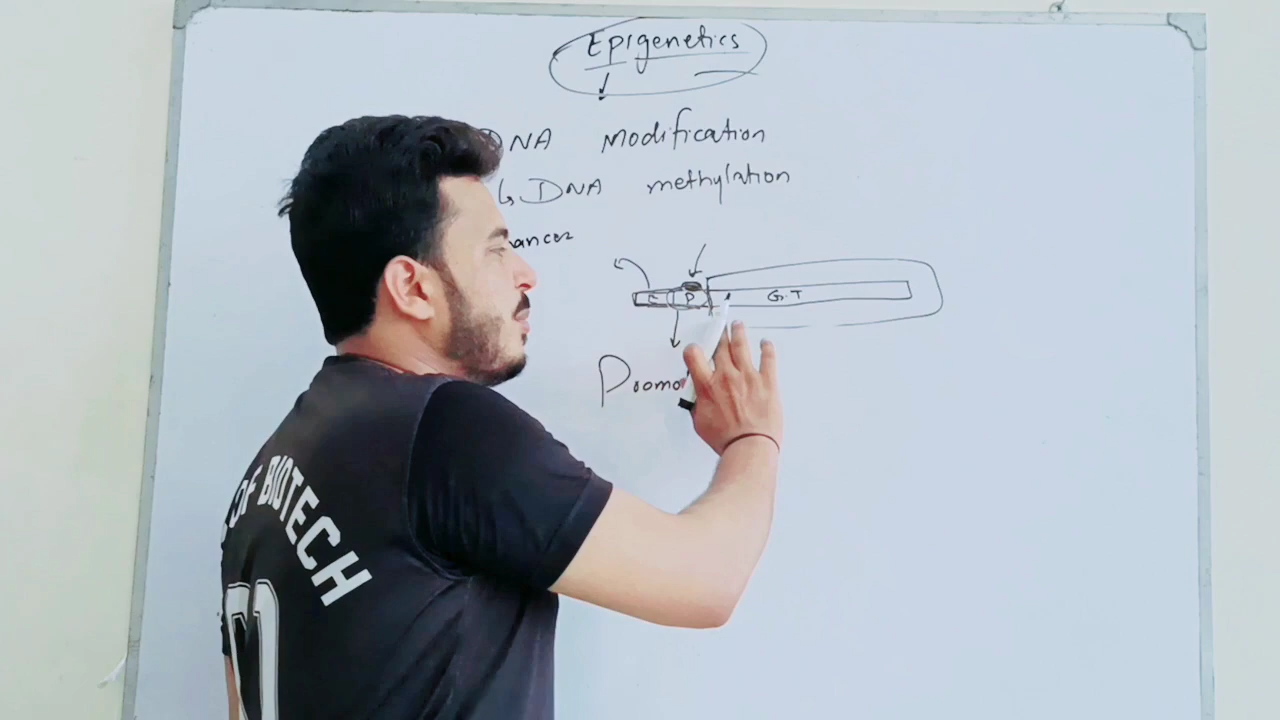 Epigenetics
DNA Modification
DNA methylation
ancer
E P G.T
Promo
OF BIOTECH